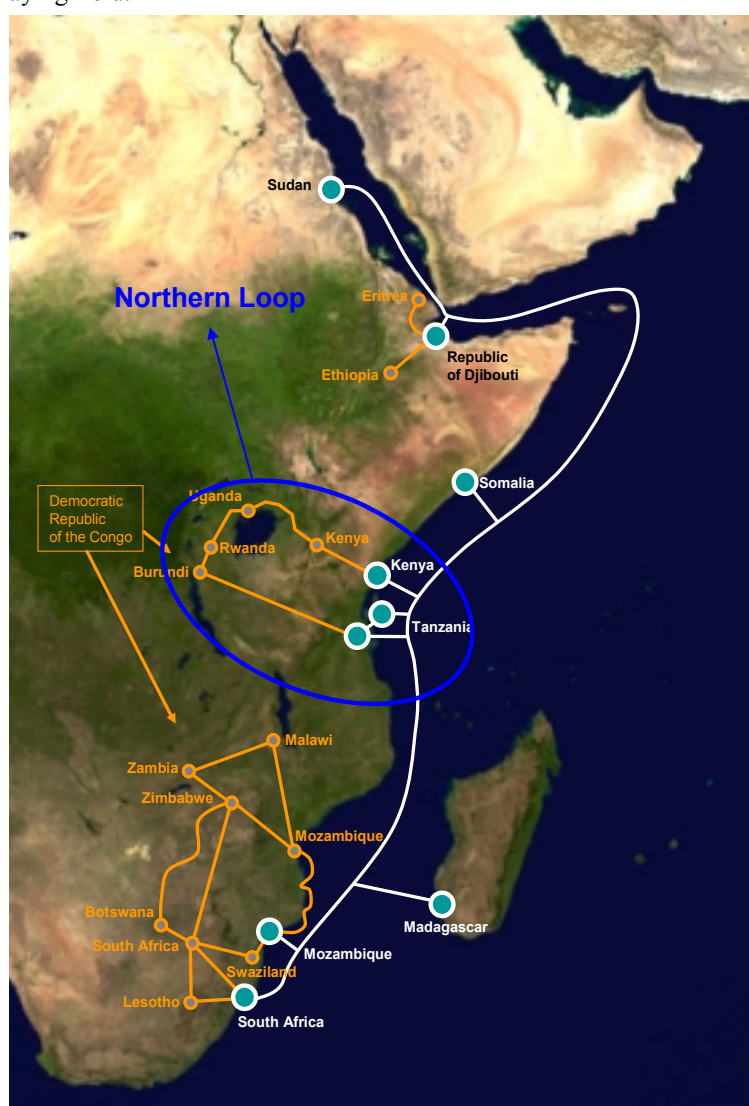 Sudan
Northern Loop
Eritrea
Republic
of Djibouti
Ethiopia
Somalia
Uganda
Democratic
Republic
of the Congo
Kenya
Rwanda
Kenya
Burundi
Tanzania
Malawi
Zambia
Zimbabwe
Mozambique
Botswana
Madagascar
South Africa
Mozambique
Swaziland
Lesotho
South Africa